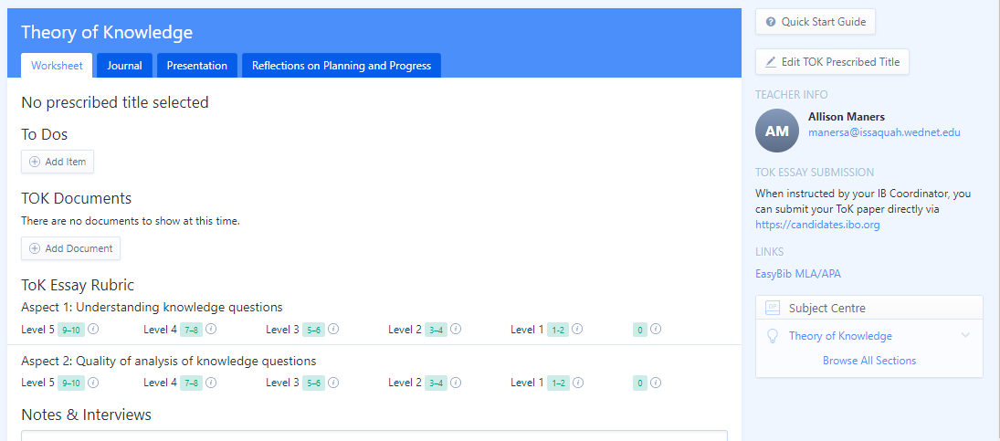 Theory of Knowledge
Worksheet Journal Presentation Reflections on Planning and Progress
No prescribed title selected
To Dos
Add Item
TOK Documents
There are no documents to show at this time.
Add Document
ToK Essay Rubric
Aspect 1: Understanding knowledge questions
Level 5 9–10 Level 4 7–8 Level 3 5–6 Level 2 3–4 Level 1 1-2 0
Aspect 2: Quality of analysis of knowledge questions
Level 5 9–10 Level 4 7–8 Level 3 5–6 Level 2 3–4 Level 1 1–2 0
Notes & Interviews
Quick Start Guide
Edit TOK Prescribed Title
TEACHER INFO
AM
Allison Maners
manersa@issaquah.wednet.edu
TOK ESSAY SUBMISSION
When instructed by your IB Coordinator, you
can submit your ToK paper directly via
https://candidates.ibo.org
LINKS
EasyBib MLA/APA
DP Subject Centre
Theory of Knowledge
Browse All Sections